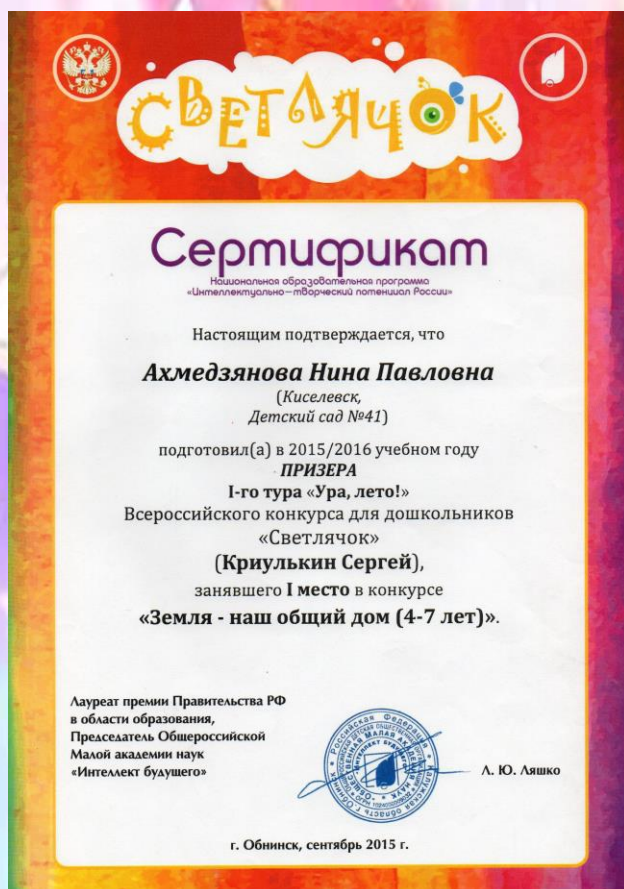 СВЕТЛЯЧОК
Сертификат
Национальная образовательная программа
«Интеллектуально-творческий потенциал России»
Настоящим подтверждается, что
Ахмедзянова Нина Павловна
(Киселевск,
Детский сад №41)
подготовил(а) в 2015/2016 учебном году
ПРИЗЕРА
I-го тура «Ура, лето!»
Всероссийского конкурса для дошкольников
«Светлячок»
(Криулькин Сергей),
занявшего I место в конкурсе
«Земля - наш общий дом (4-7 лет)».
Лауреат премии Правительства РФ
в области образования,
Председатель Общероссийской
Малой академии наук
«Интеллект будущего»
Л. Ю. Ляшко
г. Обнинск, сентябрь 2015 г.